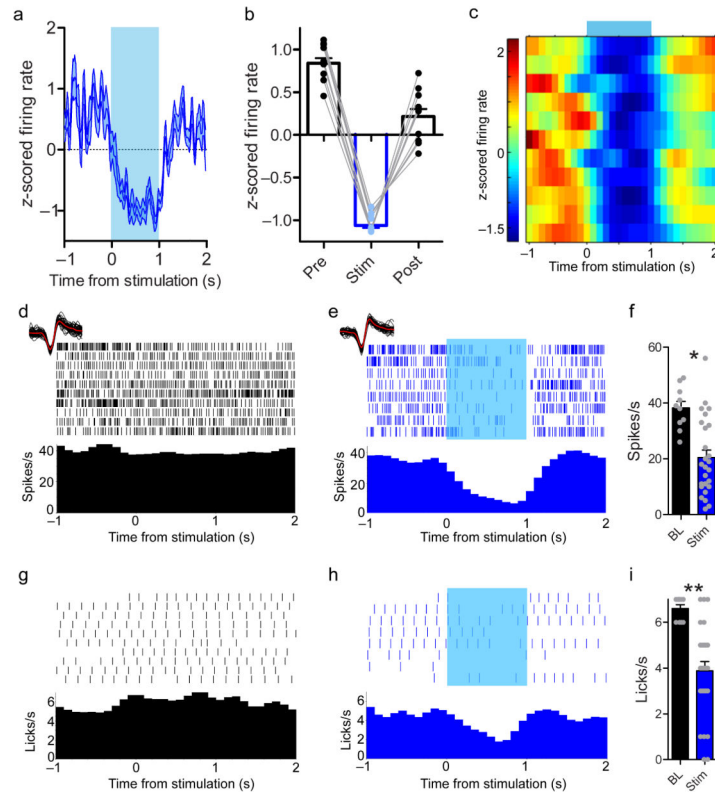 a
z-scored firing rate
2
1
0
−1
−1
0
1
2
Time from stimulation (s)
b
z-scored firing rate
1.0
0.5
0.0
−0.5
−1.0
Pre
Stim
Post
c
z-scored firing rate
2
1
0
−1.5
−1
0
1
2
Time from stimulation (s)
d
Spikes/s
40
20
0
−1
0
1
2
Time from stimulation (s)
e
Spikes/s
40
20
0
−1
0
1
2
Time from stimulation (s)
f
*
Spikes/s
60
40
20
0
BL
Stim
g
Licks/s
6
4
2
0
-1
0
1
2
Time from stimulation (s)
h
Licks/s
6
4
2
0
-1
0
1
2
Time from stimulation (s)
i
**
Licks/s
6
4
2
0
BL
Stim